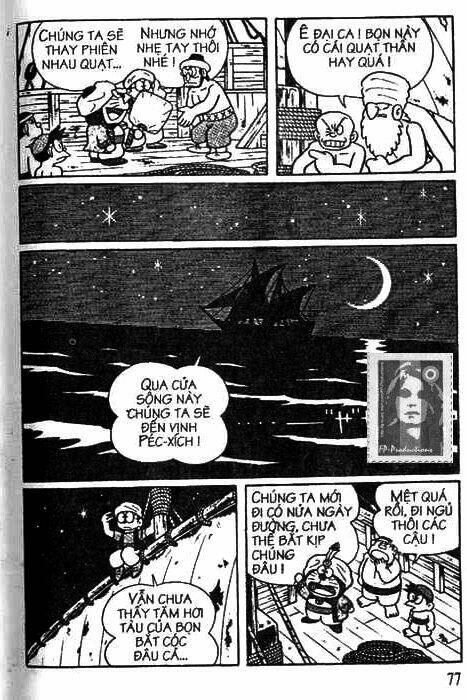 CHÚNG TA SẼ
THAY PHIÊN
NHAU QUẠT...
NHƯNG NHỚ
NHẸ TAY THÔI
NHÉ !
Ê ĐẠI CA ! BỌN NÀY
CÓ CÁI QUẠT THẦN
HAY QUÁ !
QUA CỬA
SÔNG NÀY
CHÚNG TA SẼ
ĐẾN VỊNH
PÉC-XÍCH !
FP-Productions
VẪN CHƯA
THẤY TĂM HƠI
TÀU CỦA BỌN
BẮT CÓC
ĐÂU CẢ...
CHÚNG TA MỚI
ĐI CÓ NỬA NGÀY
ĐƯỜNG, CHƯA
THỂ BẮT KỊP
CHÚNG
ĐÂU !
MỆT QUÁ
RỒI, ĐI NGỦ
THÔI CÁC
CẬU !
77